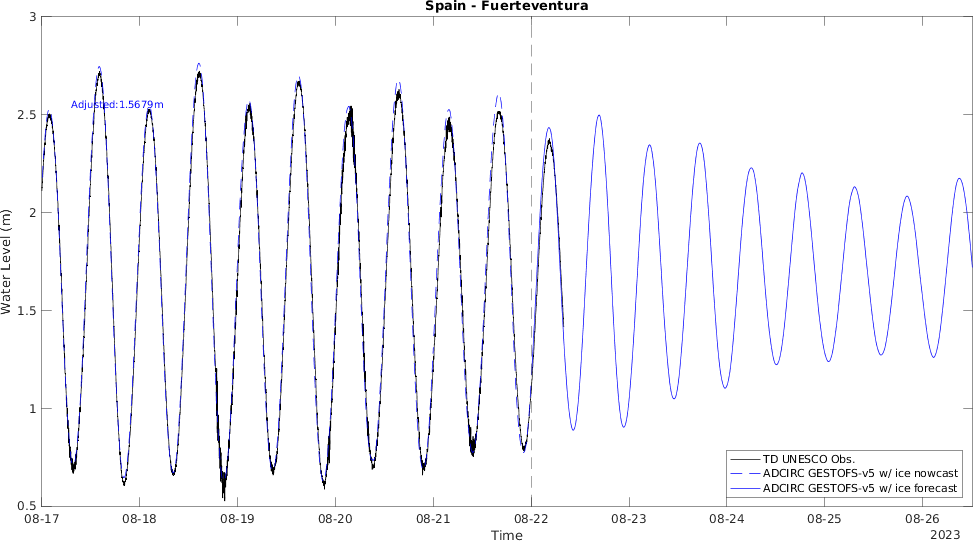 Spain - Fuerteventura
3
2.5
2
1.5
1
0.5
Water Level (m)
Adjusted:1.5679m
TD UNESCO Obs.
ADCIRC GESTOFS-v5 w/ ice nowcast
ADCIRC GESTOFS-v5 w/ ice forecast
08-17 08-18 08-19 08-20 08-21 08-22 08-23 08-24 08-25 08-26
Time
2023